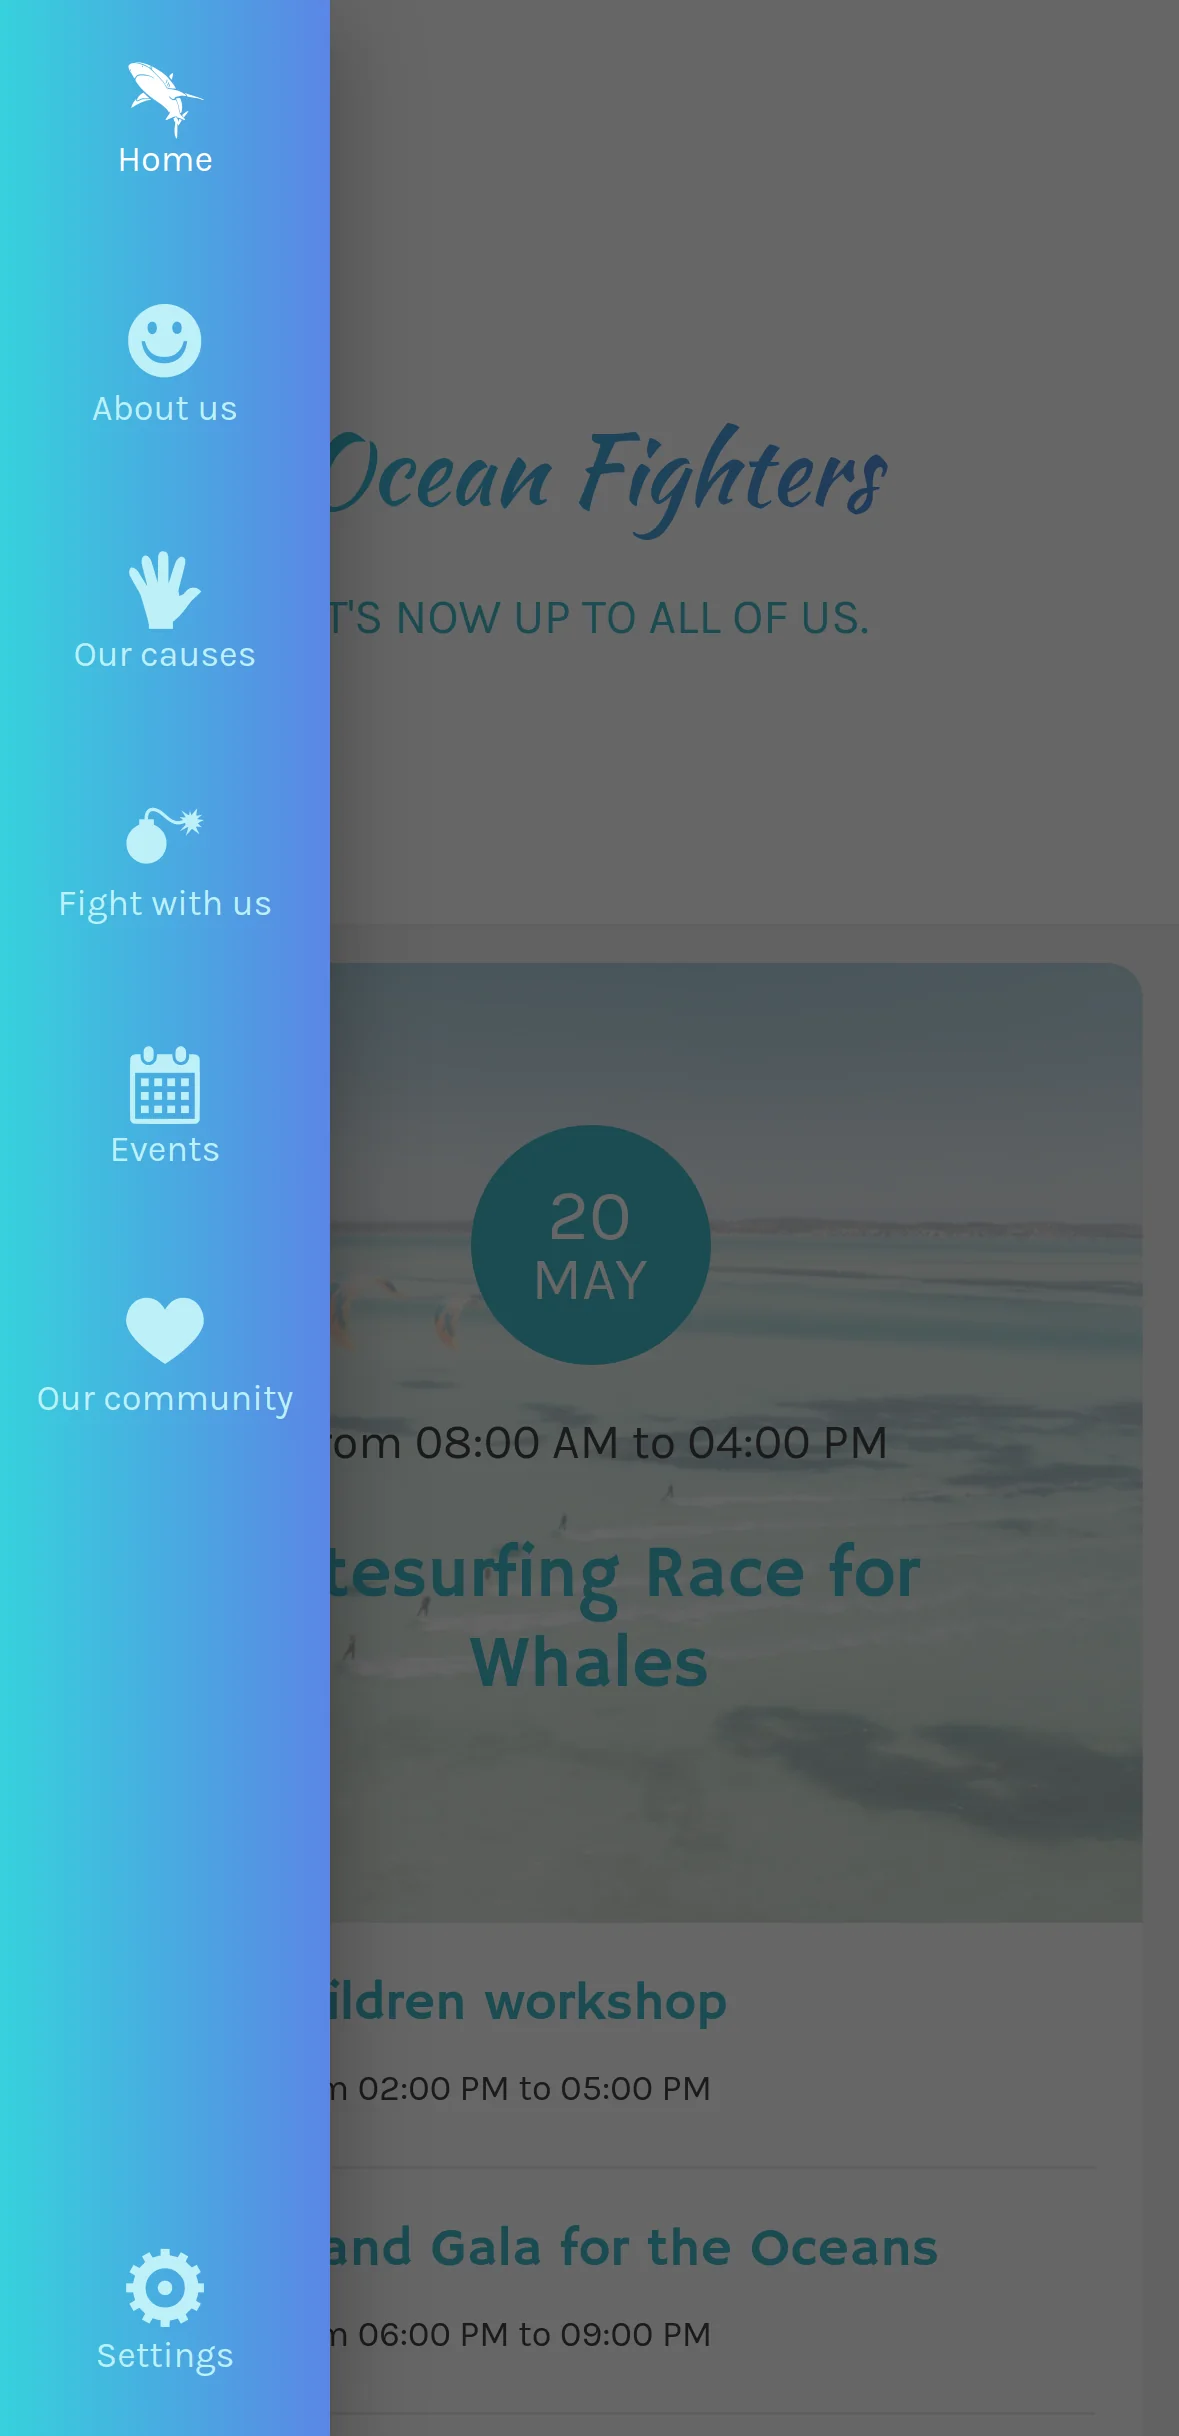 Home
About us
Our causes
Fight with us
Events
Our community
Settings
Ocean Fighters
T'S NOW UP TO ALL OF US.
20
MAY
rom 08:00 AM to 04:00 PM
tesurfing Race for
Whales
ildren workshop
m 02:00 PM to 05:00 PM
and Gala for the Oceans
m 06:00 PM to 09:00 PM